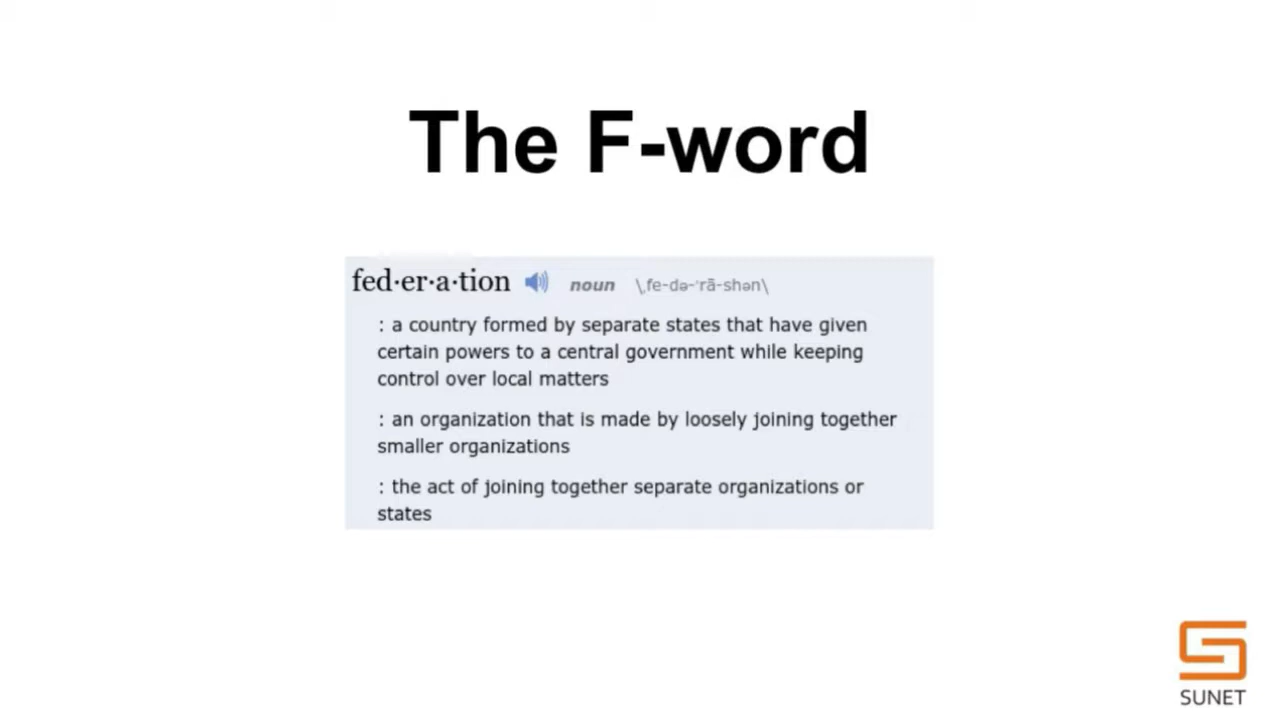 The F-word
fed·er·a·tion noun \ˌfe-də-ˈrā-shən\
: a country formed by separate states that have given
certain powers to a central government while keeping
control over local matters
: an organization that is made by loosely joining together
smaller organizations
: the act of joining together separate organizations or
states
SUNET